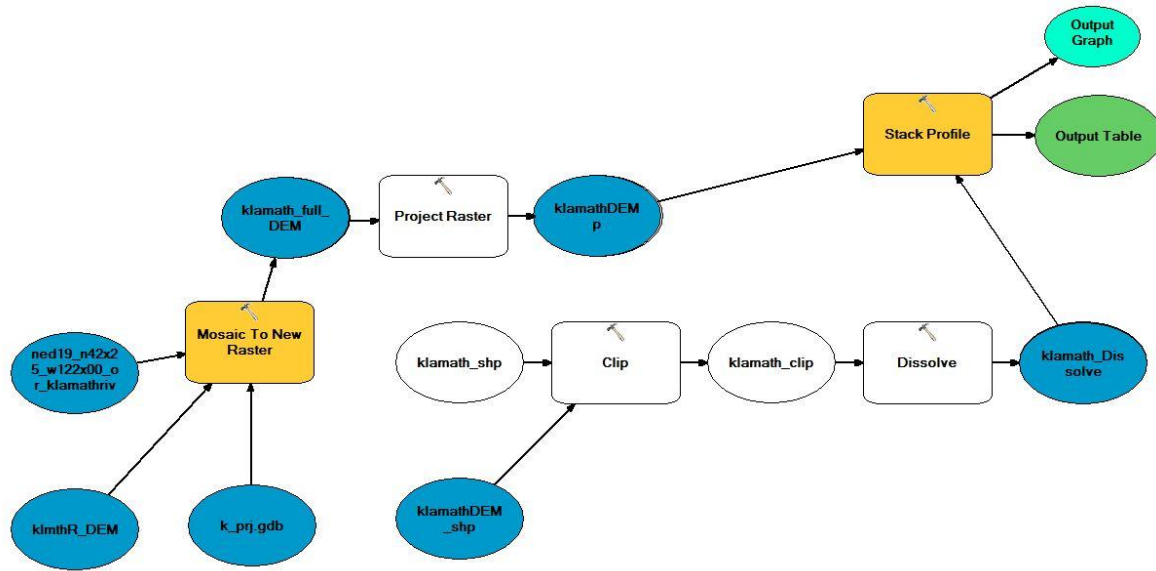 Output
Graph
Stack Profile
Output Table
klamath_full_
DEM
Project Raster
klamathDEM
p
Mosaic To New
Raster
ned19_n42x2
5_w122x00_o
r_klamathriv
klamath_shp
Clip
klamath_clip
Dissolve
klamath_Dis
solve
klmthR_DEM
k_prj.gdb
klamathDEM
_shp